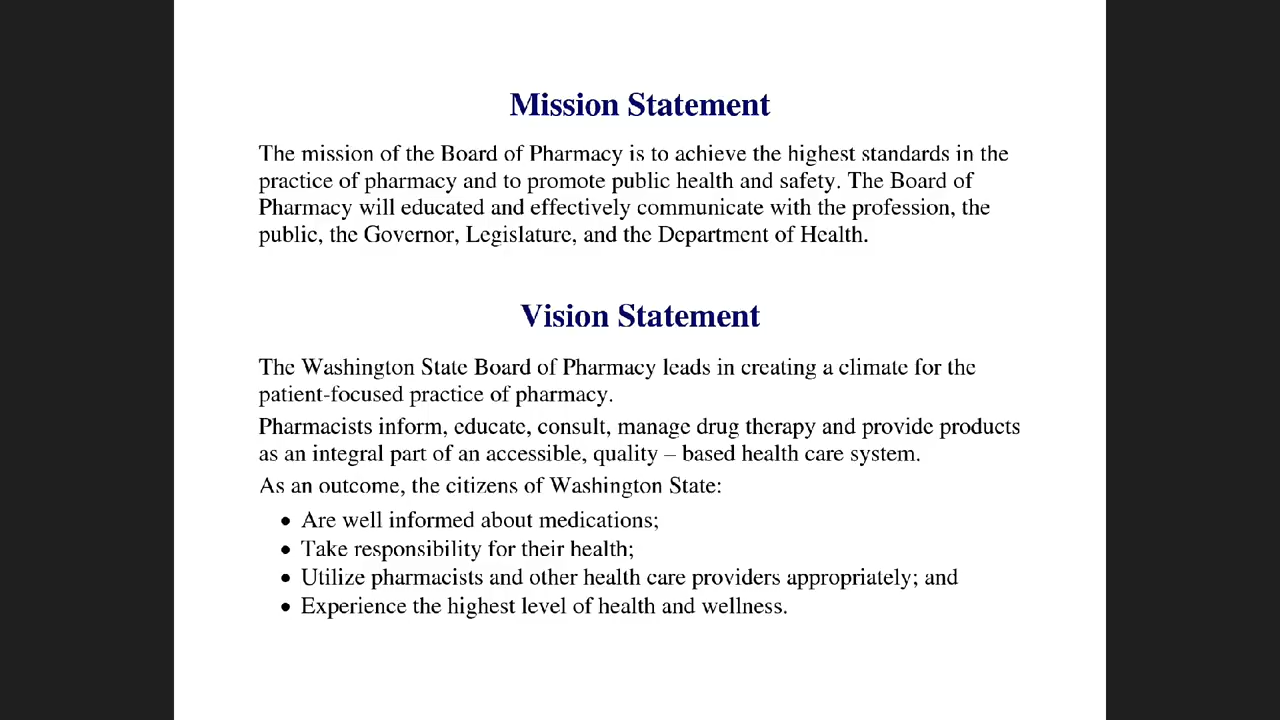 Mission Statement
The mission of the Board of Pharmacy is to achieve the highest standards in the
practice of pharmacy and to promote public health and safety. The Board of
Pharmacy will educated and effectively communicate with the profession, the
public, the Governor, Legislature, and the Department of Health.
Vision Statement
The Washington State Board of Pharmacy leads in creating a climate for the
patient-focused practice of pharmacy.
Pharmacists inform, educate, consult, manage drug therapy and provide products
as an integral part of an accessible, quality – based health care system.
As an outcome, the citizens of Washington State:
• Are well informed about medications;
• Take responsibility for their health;
• Utilize pharmacists and other health care providers appropriately; and
• Experience the highest level of health and wellness.